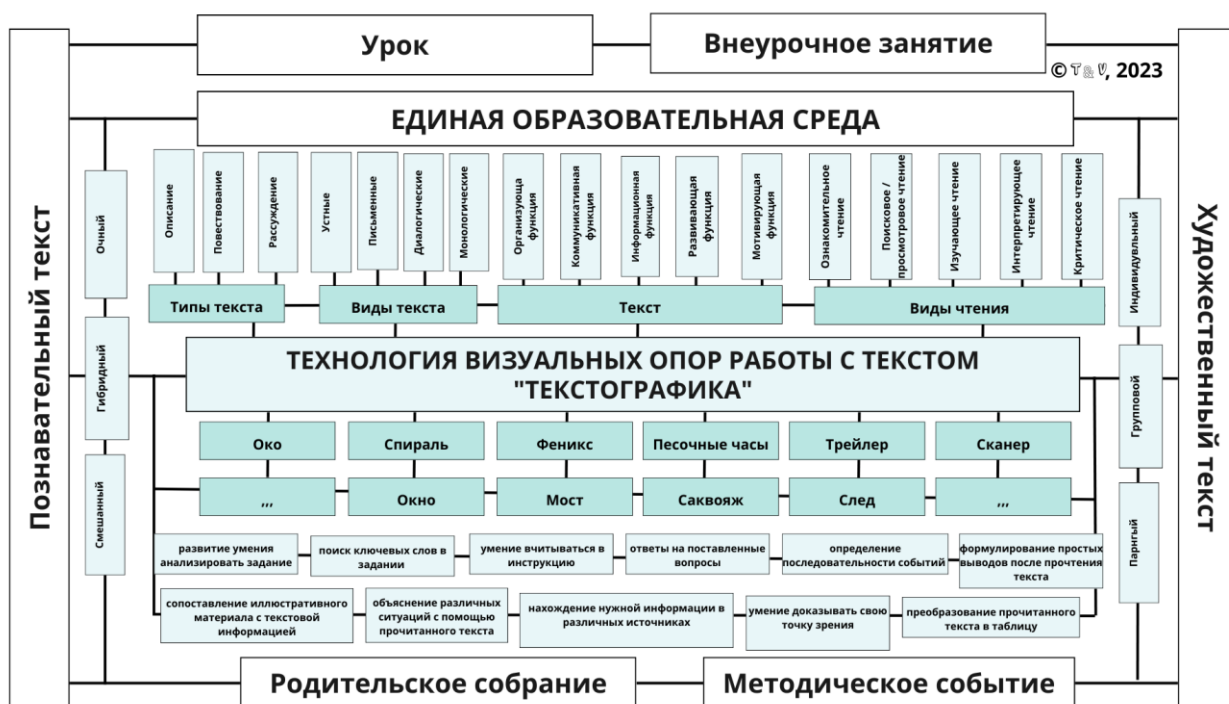 Урок
Внеурочное занятие
© T & V, 2023
ЕДИНАЯ ОБРАЗОВАТЕЛЬНАЯ СРЕДА
Познавательный текст
Очный
Гибридный
Смешанный
Описание
Повествование
Рассуждение
Устные
Письменные
Диалогические
Монологические
Организующа
функция
Коммуникативная
функция
Информационная
функция
Развивающая
функция
Мотивирующая
функция
Ознакомительное
чтение
Поисковое /
просмотровое чтение
Изучающее чтение
Интерпретирующее
чтение
Критическое чтение
Типы текста
Виды текста
Текст
Виды чтения
ТЕХНОЛОГИЯ ВИЗУАЛЬНЫХ ОПОР РАБОТЫ С ТЕКСТОМ
"ТЕКСТОГРАФИКА"
Око
Спираль
Феникс
Песочные часы
Трейлер
Сканер
,,,
Окно
Мост
Саквояж
След
,,,
развитие умения
анализировать задание
поиск ключевых слов в
задании
умение вчитываться в
инструкцию
ответы на поставленные
вопросы
определение
последовательности событий
формулирование простых
выводов после прочтения
текста
сопоставление иллюстративного
материала с текстовой
информацией
объяснение различных
ситуаций с помощью
прочитанного текста
нахождение нужной информации в
различных источниках
умение доказывать свою
точку зрения
преобразование прочитанного
текста в таблицу
Индивидувльный
Групповой
Парнгый
Художественный текст
Родительское собрание
Методическое событие